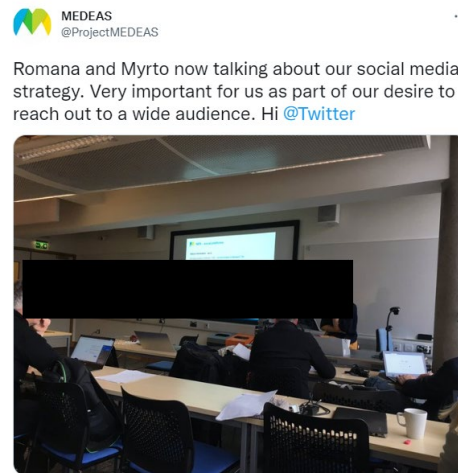 MEDEAS
@ProjectMEDEAS
Romana and Myrto now talking about our social media
strategy. Very important for us as part of our desire to
reach out to a wide audience. Hi @Twitter